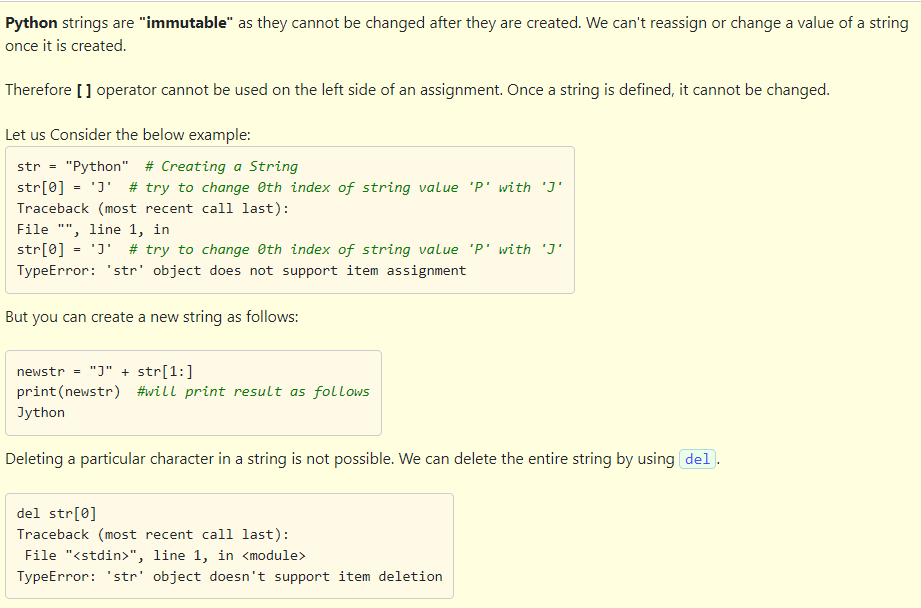 Python strings are "immutable" as they cannot be changed after they are created. We can't reassign or change a value of a string
once it is created.
Therefore [ ] operator cannot be used on the left side of an assignment. Once a string is defined, it cannot be changed.
Let us Consider the below example:
str = "Python"  # Creating a String
str[0] = 'J'  # try to change 0th index of string value 'P' with 'J'
Traceback (most recent call last):
File "", line 1, in
str[0] = 'J'  # try to change 0th index of string value 'P' with 'J'
TypeError: 'str' object does not support item assignment
But you can create a new string as follows:
newstr = "J" + str[1:]
print(newstr)  #will print result as follows
Jython
Deleting a particular character in a string is not possible. We can delete the entire string by using del.
del str[0]
Traceback (most recent call last):
 File "<stdin>", line 1, in <module>
TypeError: 'str' object doesn't support item deletion